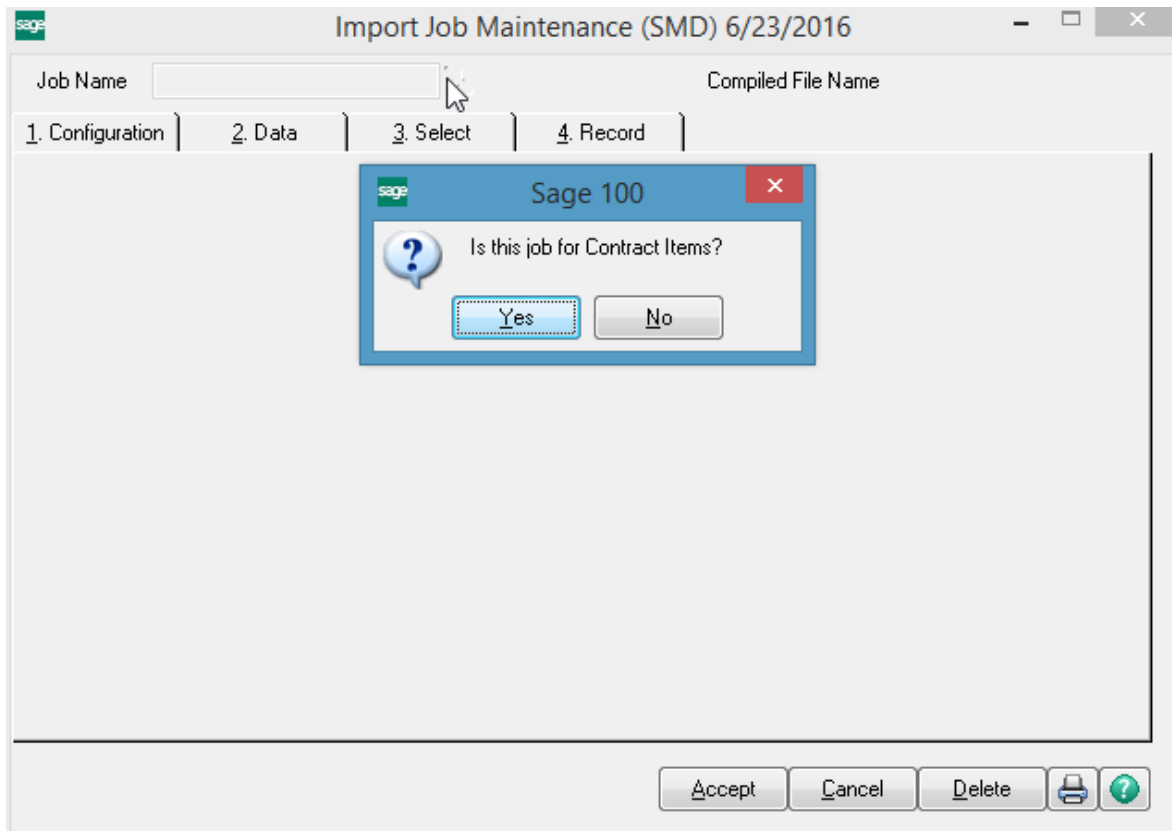 sage
Import Job Maintenance (SMD) 6/23/2016
Job Name
Compiled File Name
1. Configuration
2. Data
3. Select
4. Record
sage
Sage 100
Is this job for Contract Items?
Yes
No
Accept
Cancel
Delete